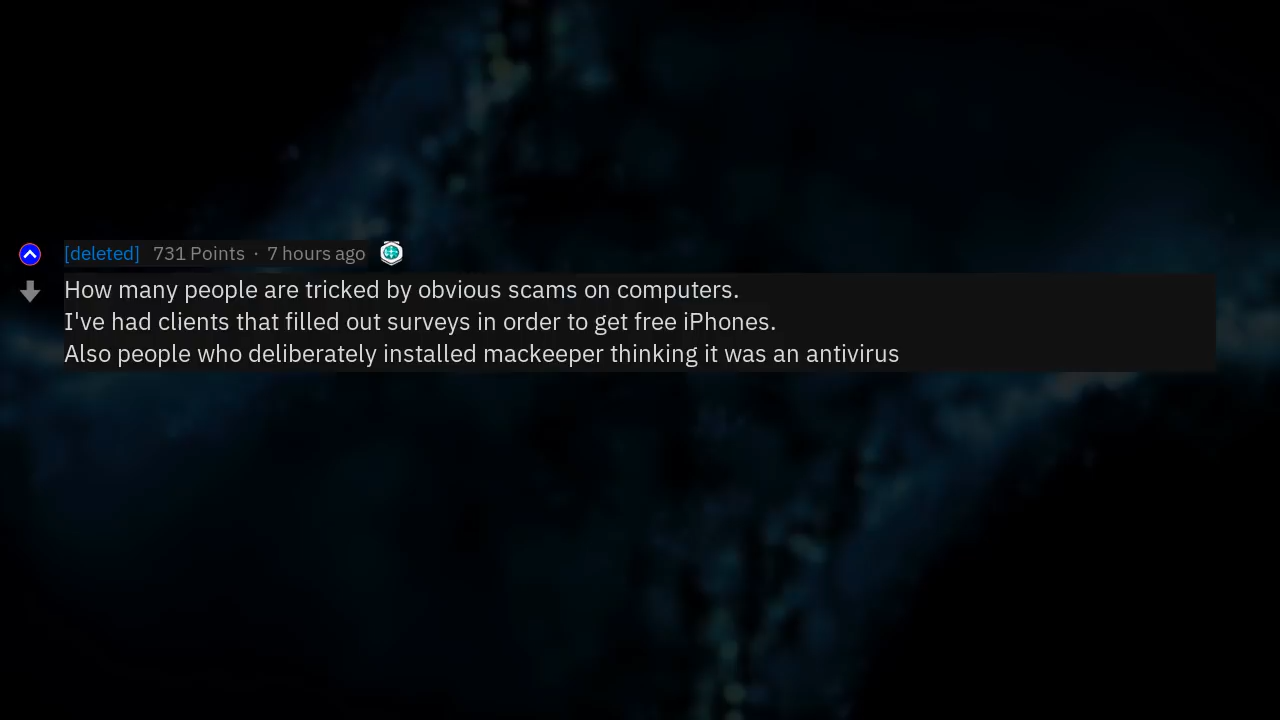 [deleted] 731 Points · 7 hours ago
How many people are tricked by obvious scams on computers.
I've had clients that filled out surveys in order to get free iPhones.
Also people who deliberately installed mackeeper thinking it was an antivirus